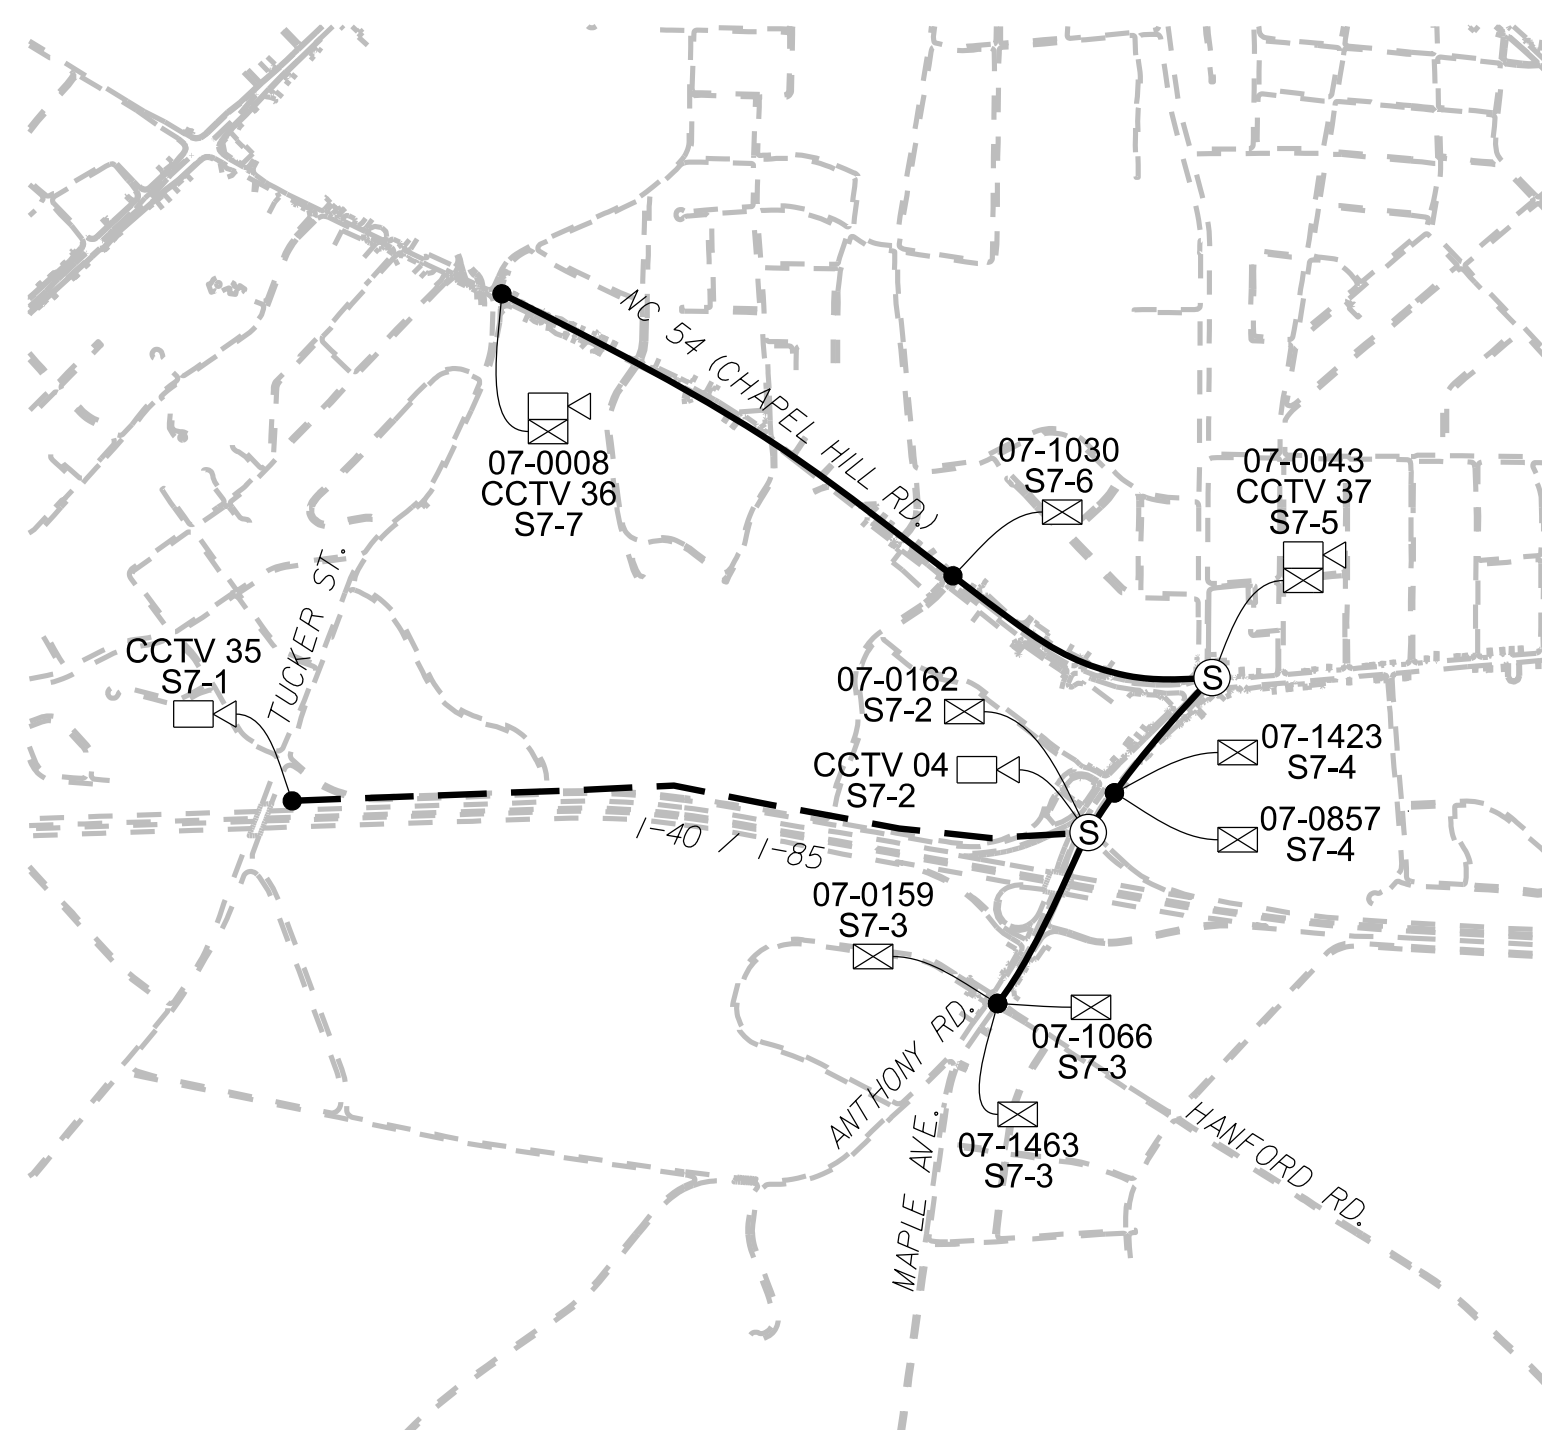 NC 54 (CHAPEL HILL RD.)
07-0008
CCTV 36
S7-7
07-1030
S7-6
07-0043
CCTV 37
S7-5
TUCKER ST.
CCTV 35
S7-1
S
07-0162
S7-2
07-1423
S7-4
CCTV 04
S7-2
07-0857
S7-4
S
I-40 / I-85
07-0159
S7-3
07-1066
S7-3
ANTHONY RD.
07-1463
S7-3
MAPLE AVE.
HANFORD RD.